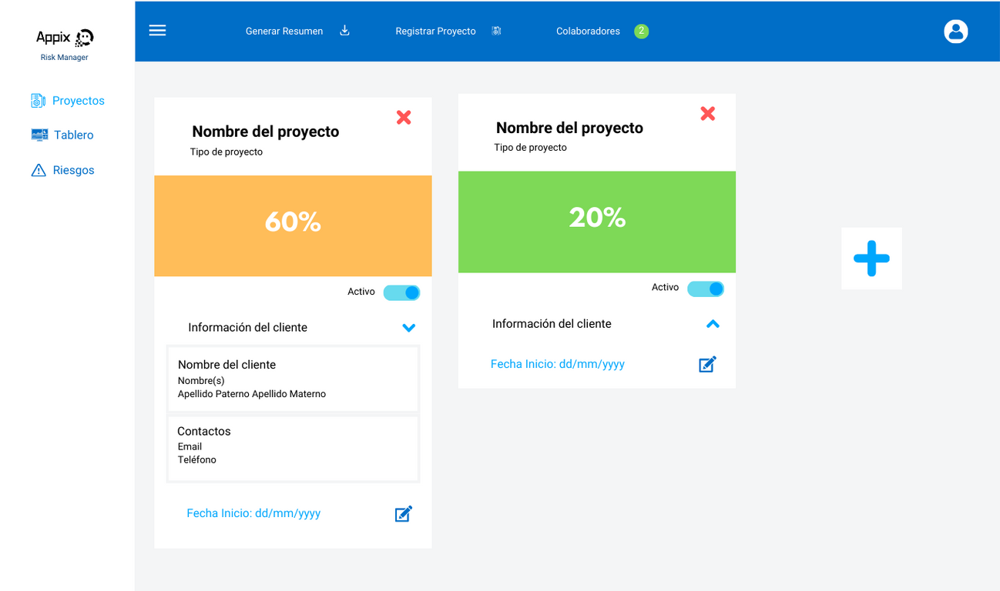 Appix
Risk Manager
Proyectos
Tablero
Riesgos
Generar Resumen
Registrar Proyecto
Colaboradores 2
Nombre del proyecto
Tipo de proyecto
60%
Activo
Información del cliente
Nombre del cliente
Nombre(s)
Apellido Paterno Apellido Materno
Contactos
Email
Teléfono
Fecha Inicio: dd/mm/yyyy
Nombre del proyecto
Tipo de proyecto
20%
Activo
Información del cliente
Fecha Inicio: dd/mm/yyyy